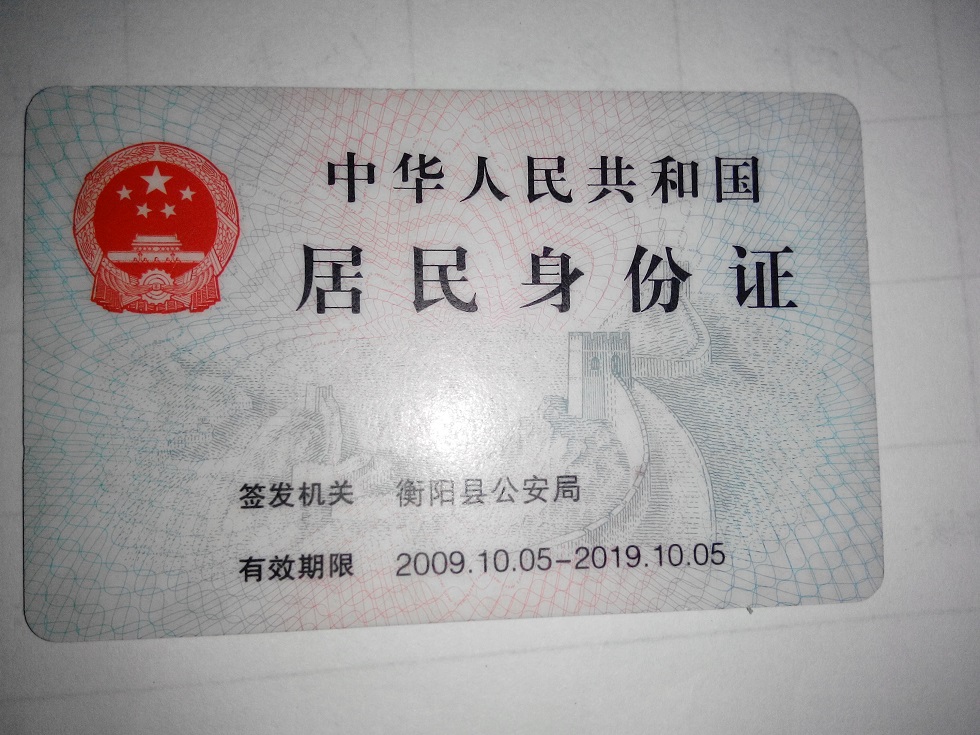 中华人民共和国
居民身份证
签发机关 衡阳县公安局
有效期限 2009.10.05-2019.10.05